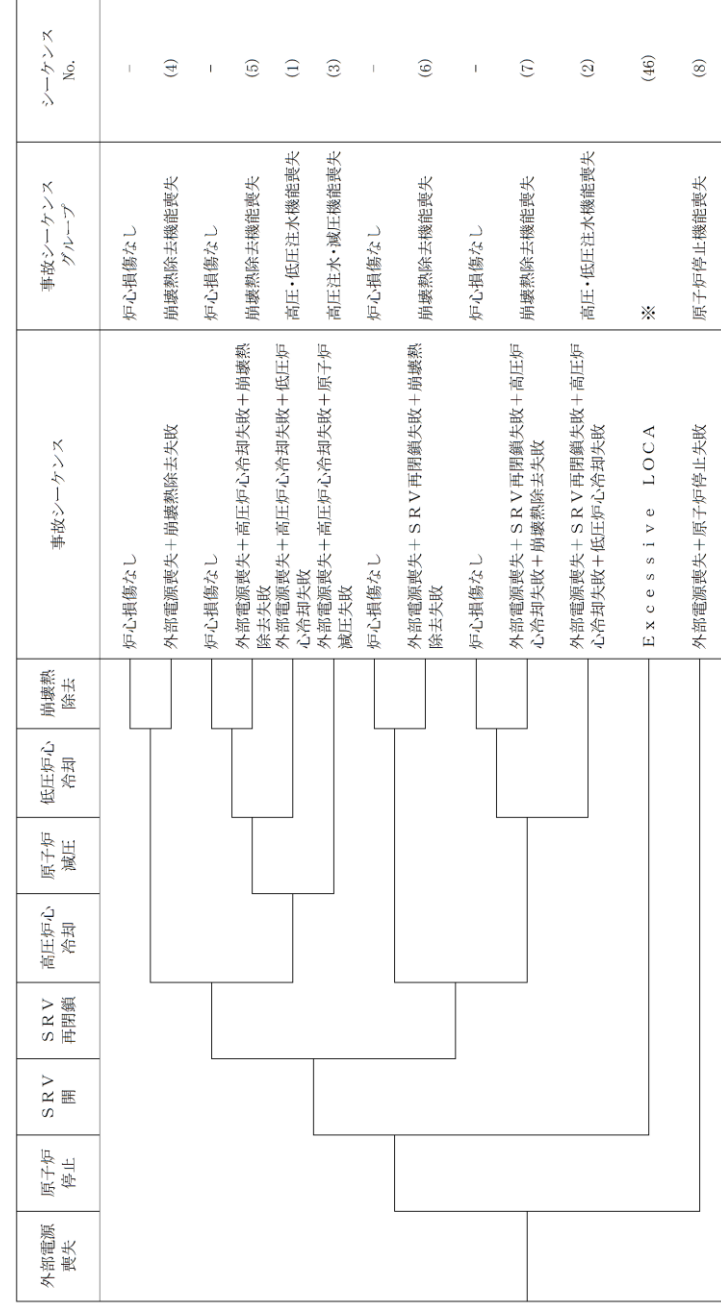 外部電源
喪失
原子炉
停止
ＳＲＶ
開
ＳＲＶ
再閉鎖
高圧炉心
冷却
原子炉
減圧
低圧炉心
冷却
崩壊熱
除去
事故シーケンス
事故シーケンス
グループ
シーケンス
No.
炉心損傷なし
炉心損傷なし
－
外部電源喪失＋崩壊熱除去失敗
崩壊熱除去機能喪失
(4)
炉心損傷なし
炉心損傷なし
－
外部電源喪失＋高圧炉心冷却失敗＋崩壊熱
除去失敗
崩壊熱除去機能喪失
(5)
外部電源喪失＋高圧炉心冷却失敗＋低圧炉
心冷却失敗
高圧・低圧注水機能喪失
(1)
外部電源喪失＋高圧炉心冷却失敗＋原子炉
減圧失敗
高圧注水・減圧機能喪失
(3)
炉心損傷なし
炉心損傷なし
－
外部電源喪失＋ＳＲＶ再閉鎖失敗＋崩壊熱
除去失敗
崩壊熱除去機能喪失
(6)
炉心損傷なし
炉心損傷なし
－
外部電源喪失＋ＳＲＶ再閉鎖失敗＋高圧炉
心冷却失敗＋崩壊熱除去失敗
崩壊熱除去機能喪失
(7)
外部電源喪失＋ＳＲＶ再閉鎖失敗＋高圧炉
心冷却失敗＋低圧炉心冷却失敗
高圧・低圧注水機能喪失
(2)
Ｅｘｃｅｓｓｉｖｅ ＬＯＣＡ
※
(46)
外部電源喪失＋原子炉停止失敗
原子炉停止機能喪失
(8)